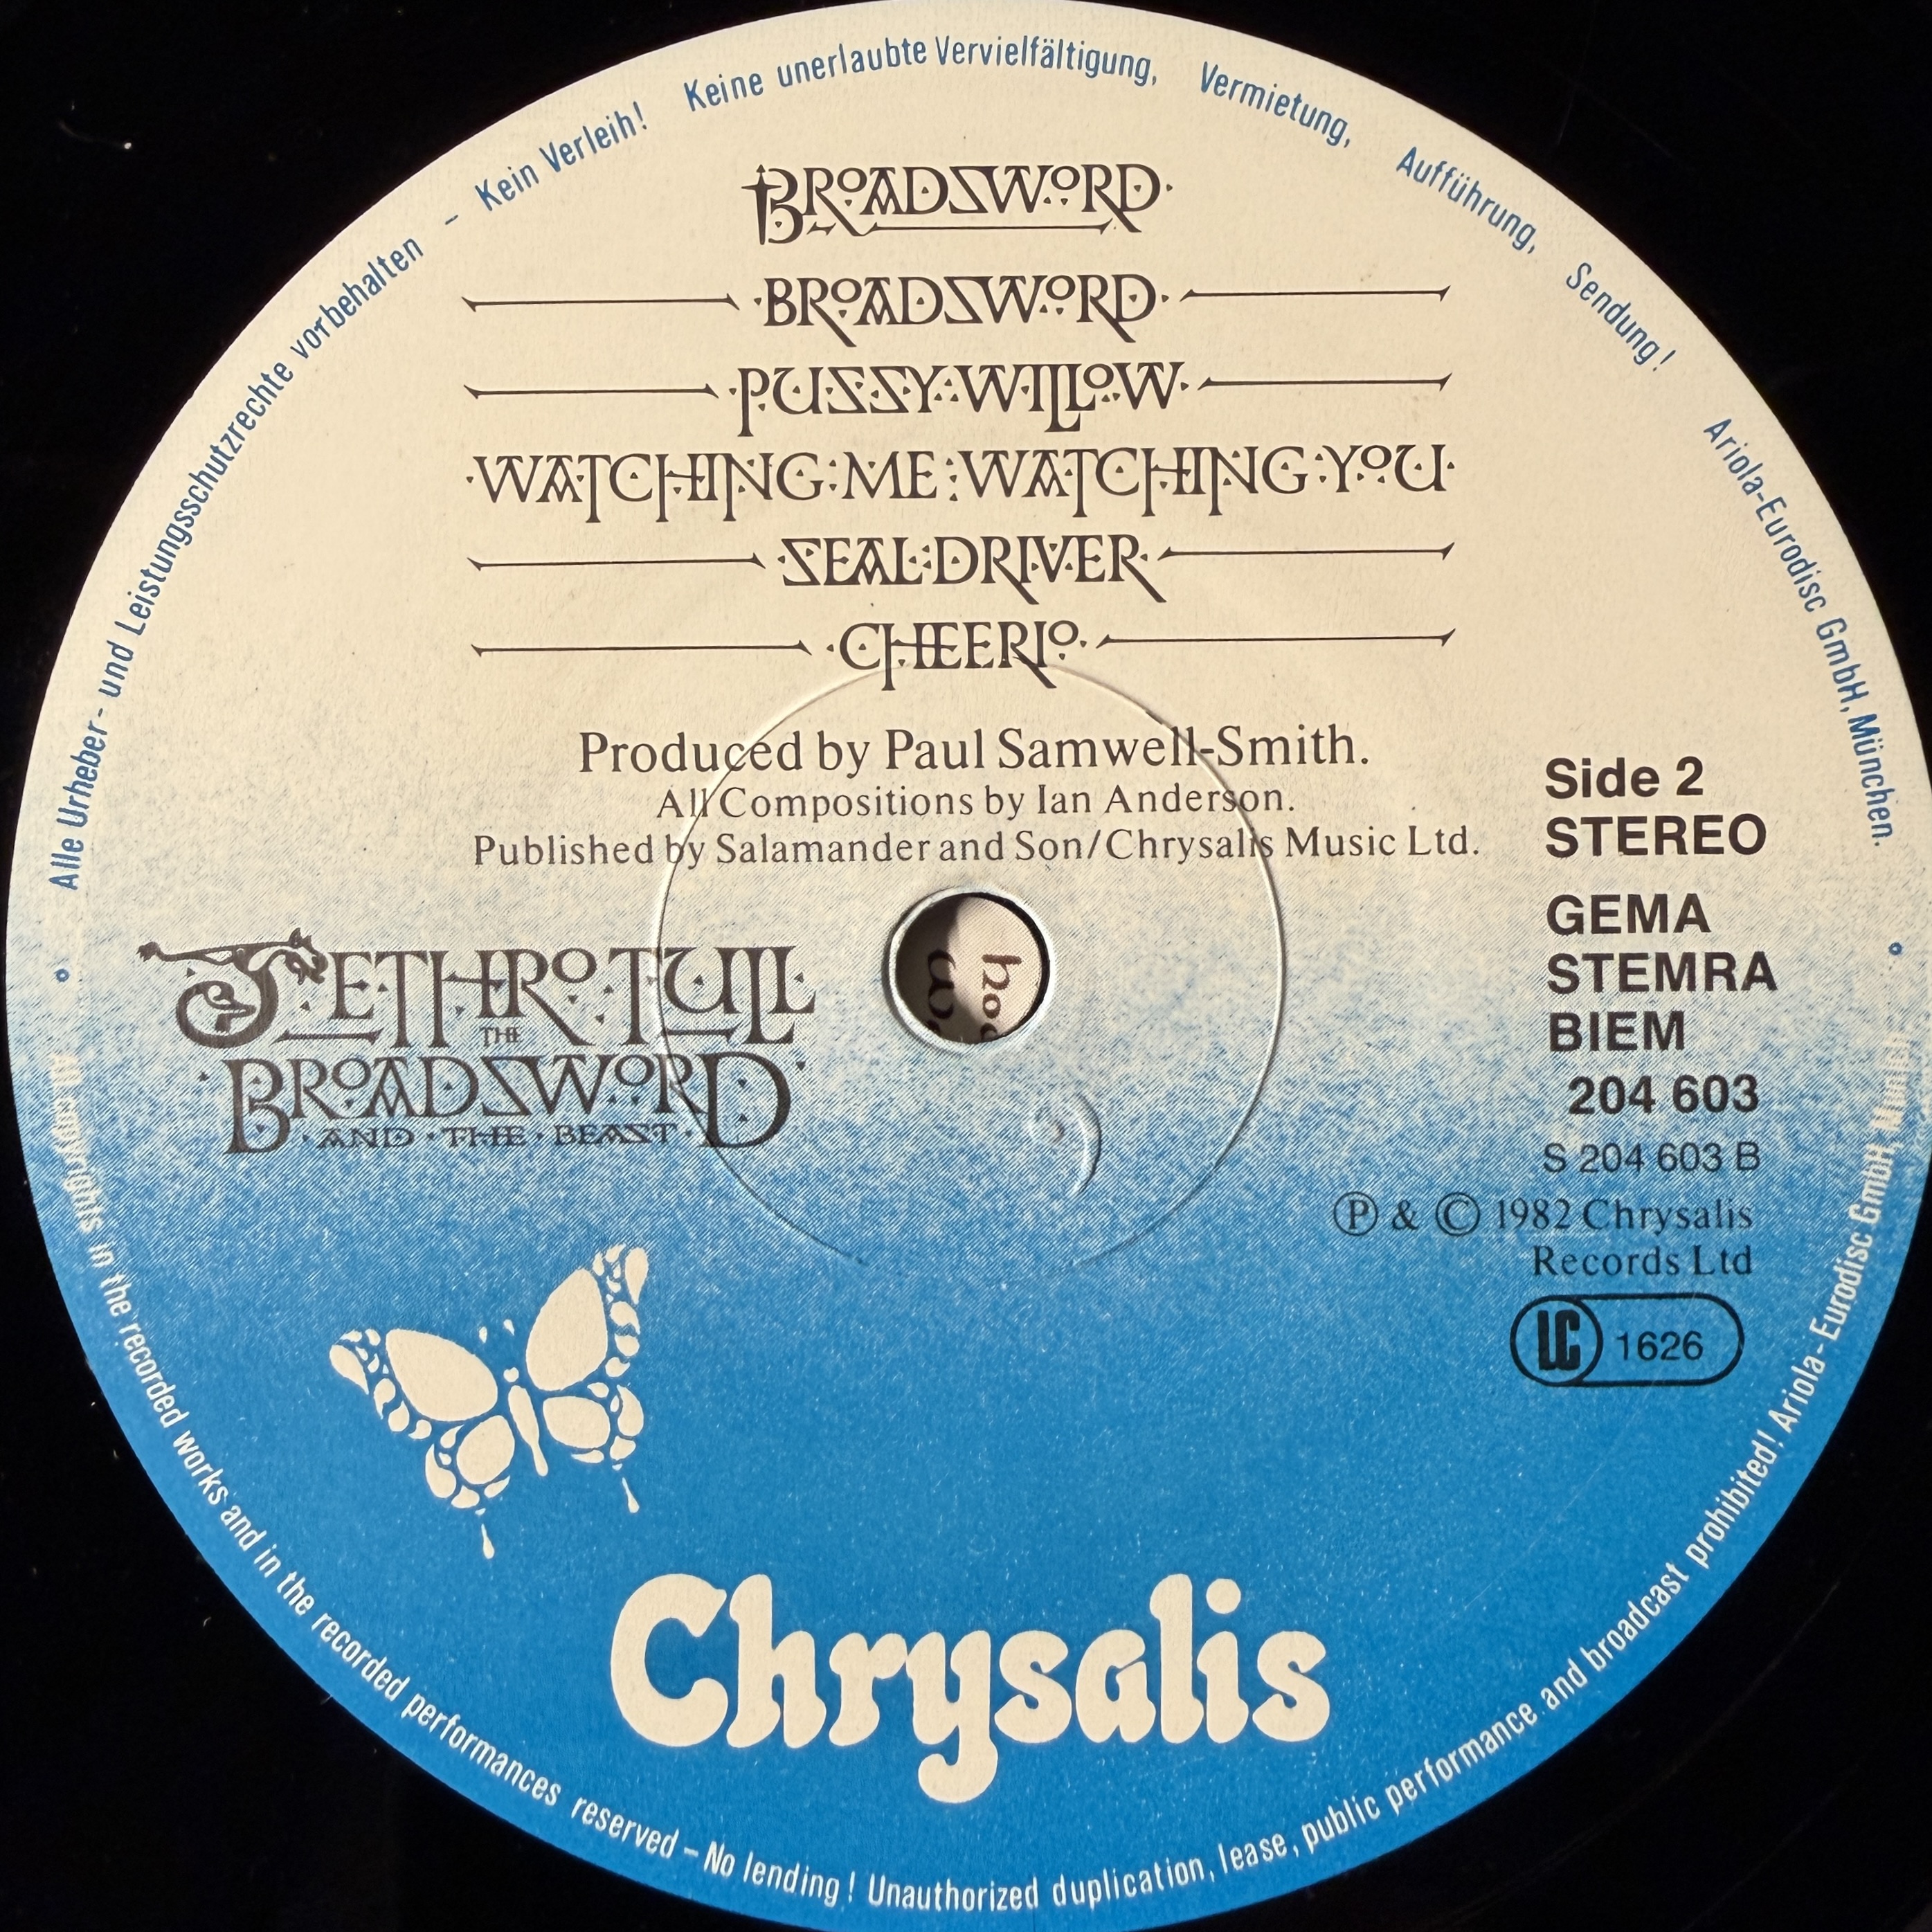 Alle Urheber- und Leistungsschutzrechte vorbehalten – Kein Verleih! Keine unerlaubte Vervielfältigung, Vermietung, Aufführung, Sendung! Ariola-Eurodisc GmbH, München.
BROADSWORD
BROADSWORD
PUSSY WILLOW
WATCHING ME WATCHING YOU
SEAL DRIVER
CHEERIO
Produced by Paul Samwell-Smith.
All Compositions by Ian Anderson.
Published by Salamander and Son/Chrysalis Music Ltd.
Side 2
STEREO
GEMA
STEMRA
BIEM
204 603
S 204 603 B
Ⓟ & © 1982 Chrysalis
Records Ltd
LC 1626
JETHRO TULL
THE
BROADSWORD
AND THE BEAST
Chrysalis
All copyrights in the recorded works and in the recorded performances reserved – No lending! Unauthorized duplication, lease, public performance and broadcast prohibited! Ariola-Eurodisc GmbH, Munich